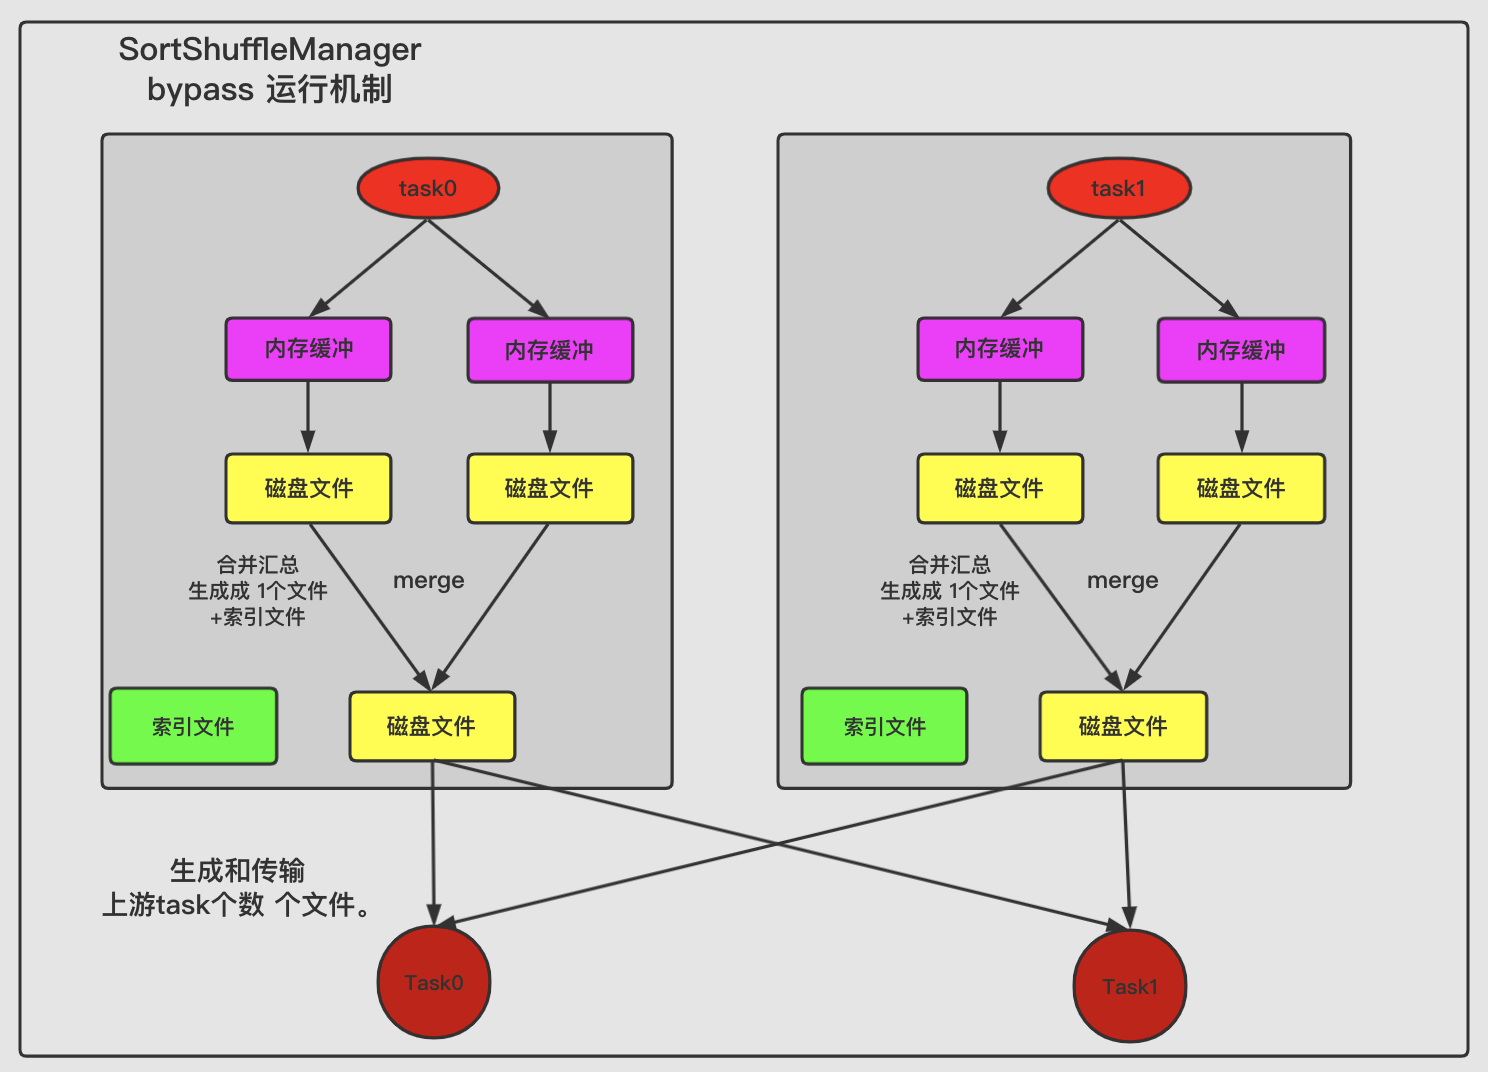 SortShuffleManager
bypass 运行机制
task0
task1
内存缓冲
内存缓冲
内存缓冲
内存缓冲
磁盘文件
磁盘文件
磁盘文件
磁盘文件
合并汇总
生成成 1个文件
+索引文件
merge
合并汇总
生成成 1个文件
+索引文件
merge
索引文件
磁盘文件
索引文件
磁盘文件
生成和传输
上游task个数 个文件。
Task0
Task1